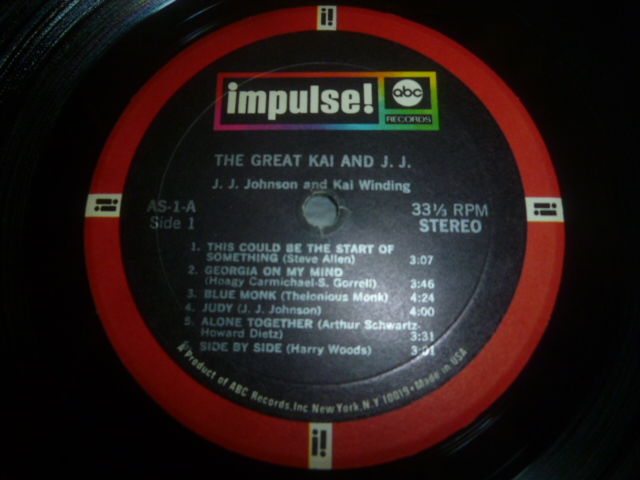 impulse!
abc
RECORDS
THE GREAT KAI AND J. J.
J. J. Johnson and Kai Winding
AS-1-A
Side 1
33⅓ RPM
STEREO
1. THIS COULD BE THE START OF
SOMETHING (Steve Allen) 3:07
2. GEORGIA ON MY MIND
(Hoagy Carmichael-S. Gorrell) 3:46
3. BLUE MONK (Thelonious Monk) 4:24
4. JUDY (J. J. Johnson) 4:00
5. ALONE TOGETHER (Arthur Schwartz-
Howard Dietz) 3:31
6. SIDE BY SIDE (Harry Woods) 3:01
A Product of ABC Records, Inc New York, N.Y 10019 • Made in USA